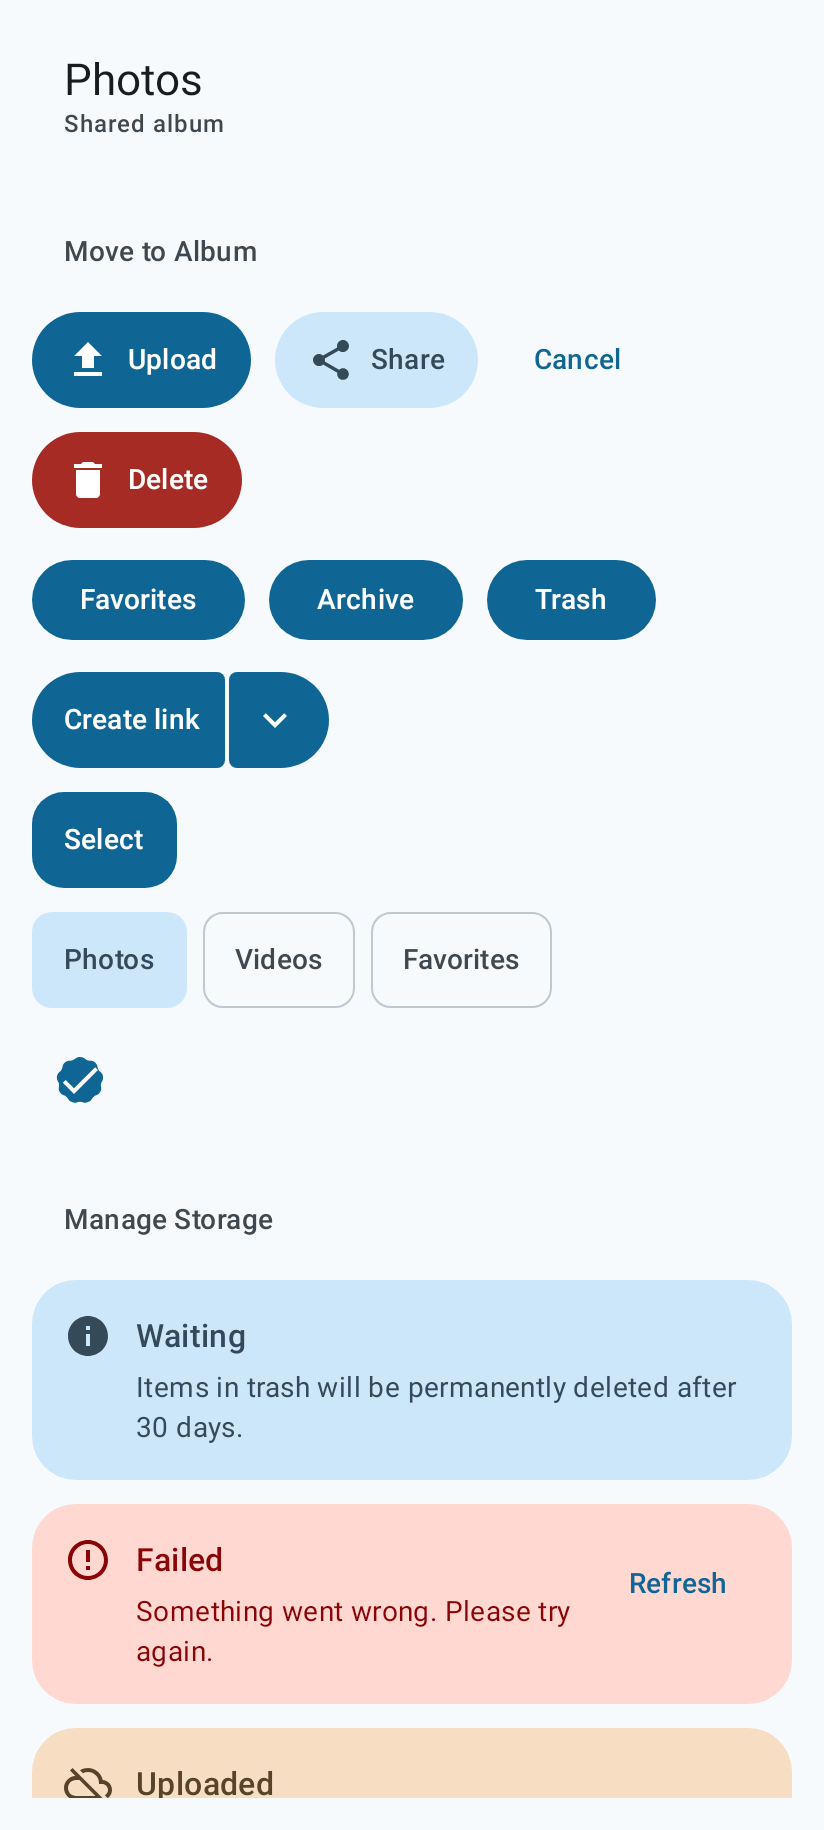 Photos
Shared album
Move to Album
Upload
Share
Cancel
Delete
Favorites
Archive
Trash
Create link
Select
Photos
Videos
Favorites
Manage Storage
Waiting
Items in trash will be permanently deleted after
30 days.
Failed
Something went wrong. Please try
again.
Refresh
Uploaded